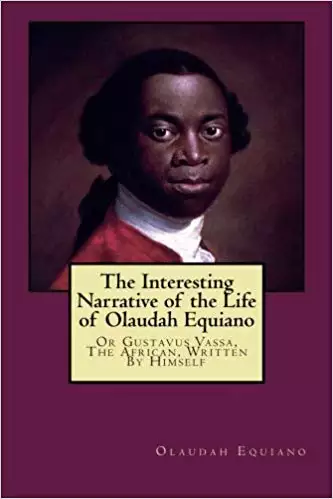 The Interesting
Narrative of the Life
of Olaudah Equiano
Or Gustavus Vassa,
The African, Written
By Himself
Olaudah Equiano